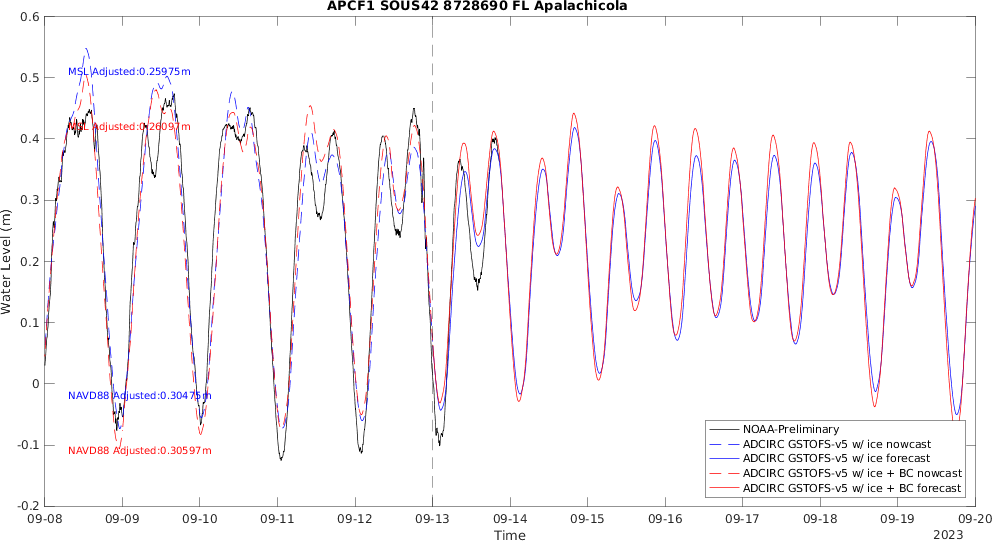 APCF1 SOUS42 8728690 FL Apalachicola
0.6
0.5
0.4
0.3
0.2
0.1
0
-0.1
-0.2
Water Level (m)
MSL Adjusted:0.25975m
MSL Adjusted:0.26097m
NAVD88 Adjusted:0.30475m
NAVD88 Adjusted:0.30597m
NOAA-Preliminary
ADCIRC GSTOFS-v5 w/ ice nowcast
ADCIRC GSTOFS-v5 w/ ice forecast
ADCIRC GSTOFS-v5 w/ ice + BC nowcast
ADCIRC GSTOFS-v5 w/ ice + BC forecast
09-08 09-09 09-10 09-11 09-12 09-13 09-14 09-15 09-16 09-17 09-18 09-19 09-20
Time
2023